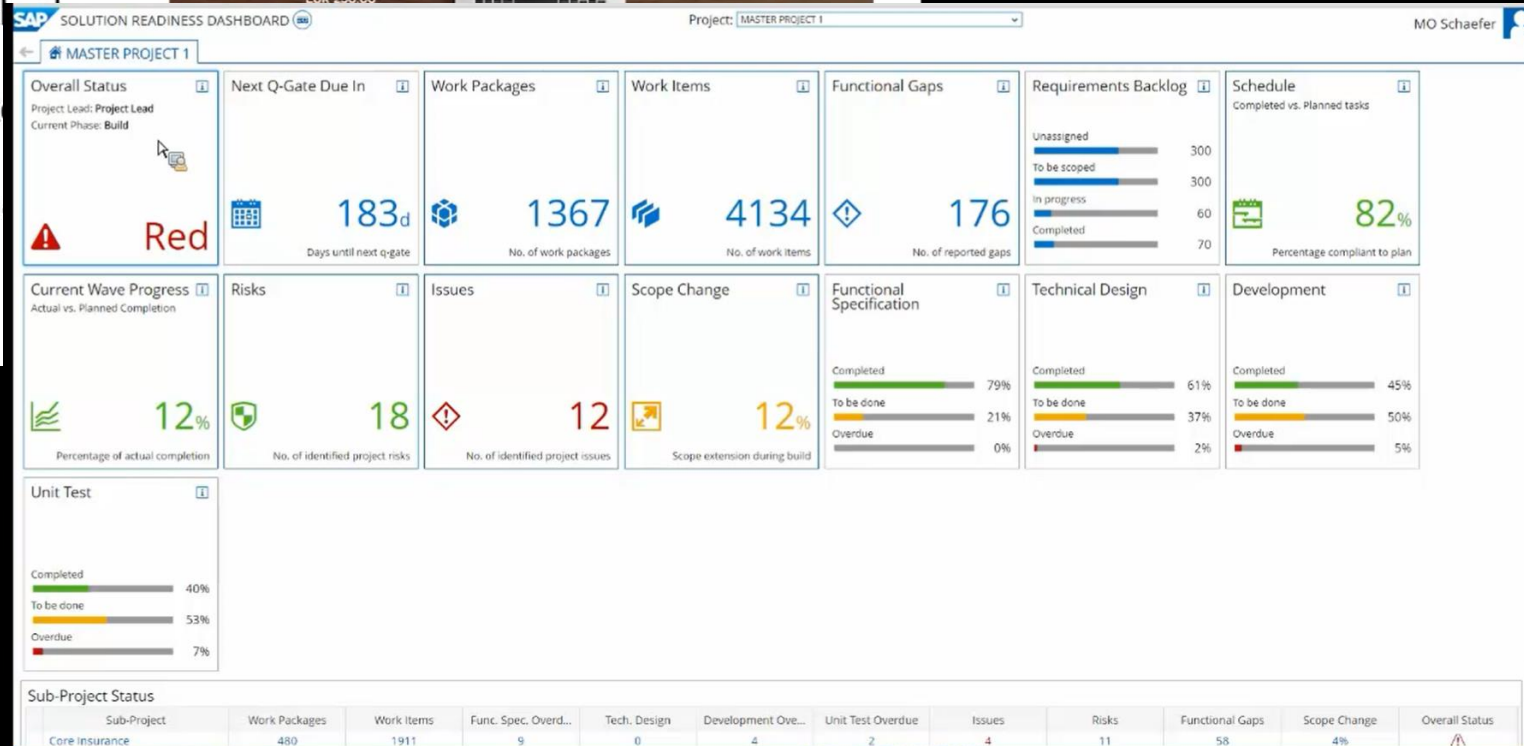 SAP SOLUTION READINESS DASHBOARD
Project: MASTER PROJECT 1
MO Schaefer
MASTER PROJECT 1
Overall Status
Project Lead: Project Lead
Current Phase: Build
Red
Next Q-Gate Due In
183d
Days until next q-gate
Work Packages
1367
No. of work packages
Work Items
4134
No. of work items
Functional Gaps
176
No. of reported gaps
Requirements Backlog
Unassigned
300
To be scoped
300
In progress
60
Completed
70
Schedule
Completed vs. Planned tasks
82%
Percentage compliant to plan
Current Wave Progress
Actual vs. Planned Completion
12%
Percentage of actual completion
Risks
18
No. of identified project risks
Issues
12
No. of identified project issues
Scope Change
12%
Scope extension during build
Functional
Specification
Completed
79%
To be done
21%
Overdue
0%
Technical Design
Completed
61%
To be done
37%
Overdue
2%
Development
Completed
45%
To be done
50%
Overdue
5%
Unit Test
Completed
40%
To be done
53%
Overdue
7%
Sub-Project Status
Sub-Project Work Packages Work Items Func. Spec. Overd... Tech. Design Development Ove... Unit Test Overdue Issues Risks Functional Gaps Scope Change Overall Status
Core Insurance 480 1911 9 0 4 2 4 11 58 4%